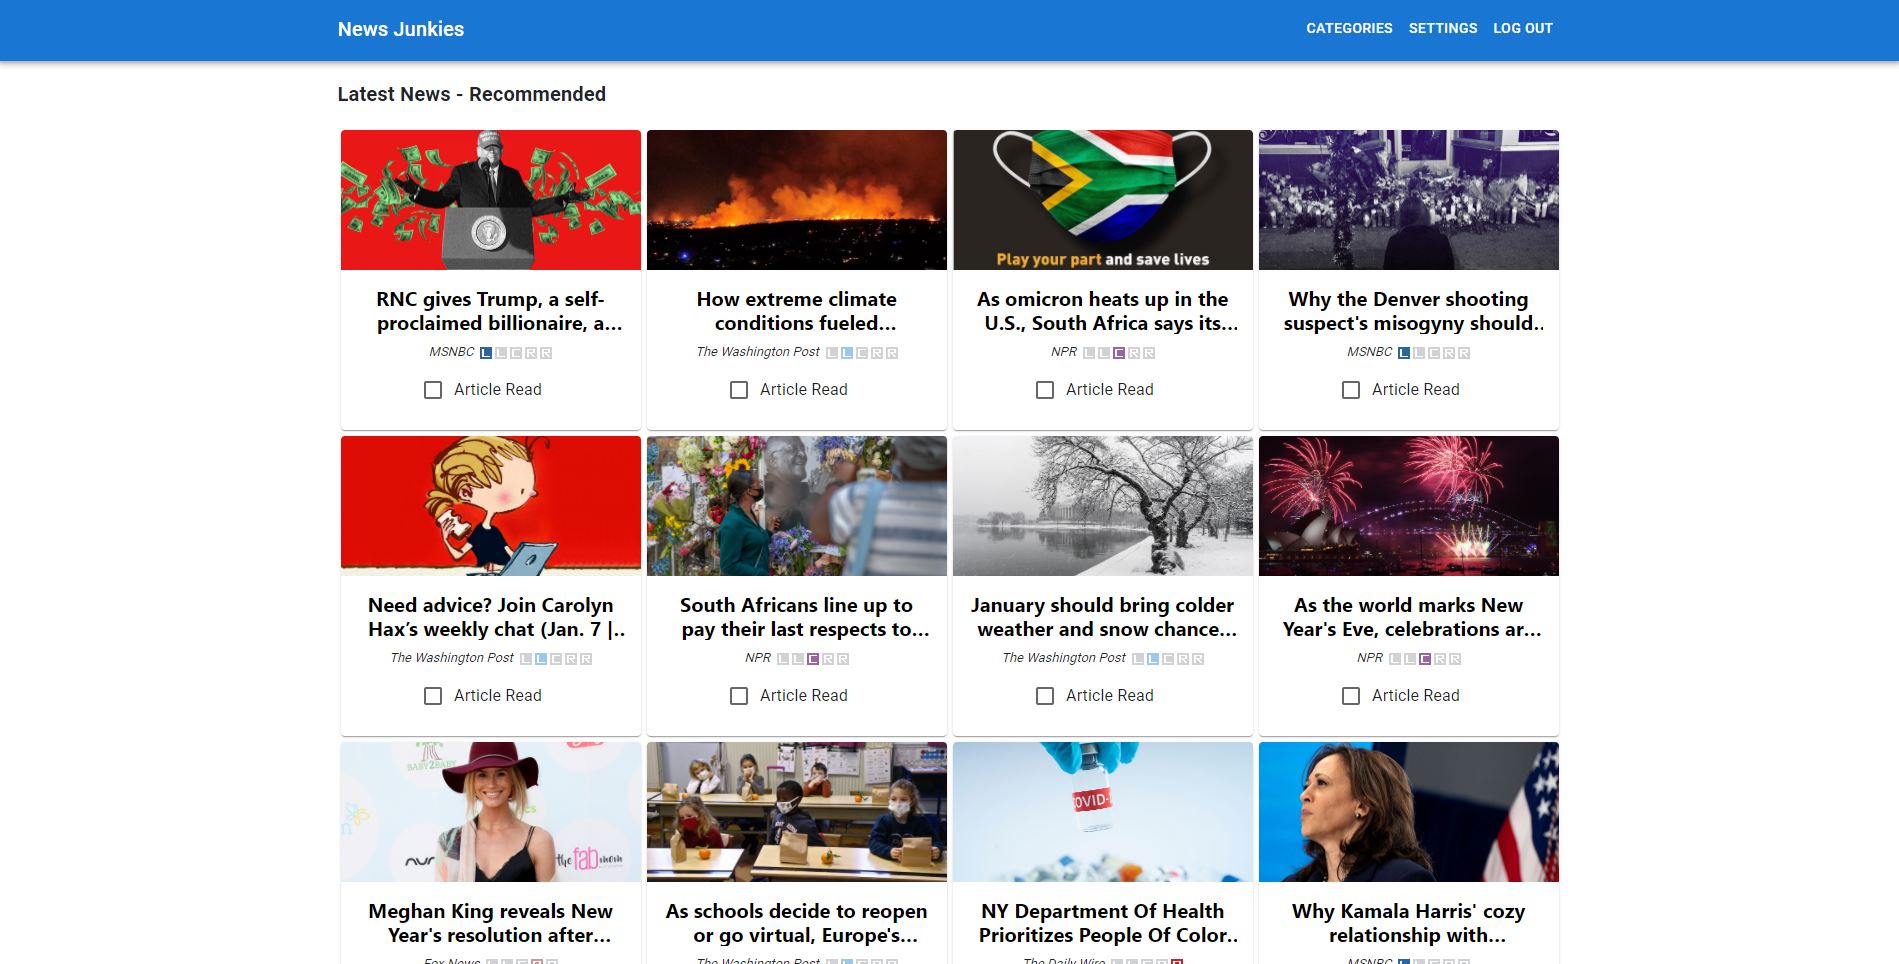 News Junkies
CATEGORIES SETTINGS LOG OUT
Latest News - Recommended
Play your part and save lives
RNC gives Trump, a self-
proclaimed billionaire, a...
MSNBC L L C R R
Article Read
How extreme climate
conditions fueled...
The Washington Post L L C R R
Article Read
As omicron heats up in the
U.S., South Africa says its...
NPR L L C R R
Article Read
Why the Denver shooting
suspect's misogyny should..
MSNBC L L C R R
Article Read
Need advice? Join Carolyn
Hax’s weekly chat (Jan. 7 |..
The Washington Post L L C R R
Article Read
South Africans line up to
pay their last respects to...
NPR L L C R R
Article Read
January should bring colder
weather and snow chance...
The Washington Post L L C R R
Article Read
As the world marks New
Year's Eve, celebrations ar...
NPR L L C R R
Article Read
BABY2BABY
the fab mom
COVID-
Meghan King reveals New
Year's resolution after...
Fox News L L C R R
As schools decide to reopen
or go virtual, Europe's...
The Washington Post L L C R R
NY Department Of Health
Prioritizes People Of Color..
The Daily Wire L L C R R
Why Kamala Harris' cozy
relationship with...
MSNBC L L C R R